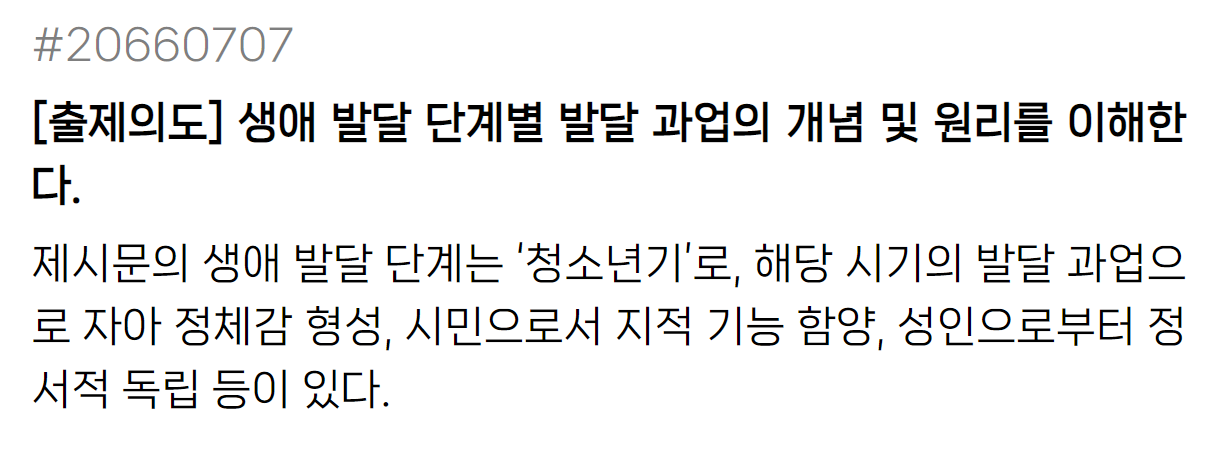 #20660707
[출제의도] 생애 발달 단계별 발달 과업의 개념 및 원리를 이해한
다.
제시문의 생애 발달 단계는 ‘청소년기’로, 해당 시기의 발달 과업으
로 자아 정체감 형성, 시민으로서 지적 기능 함양, 성인으로부터 정
서적 독립 등이 있다.